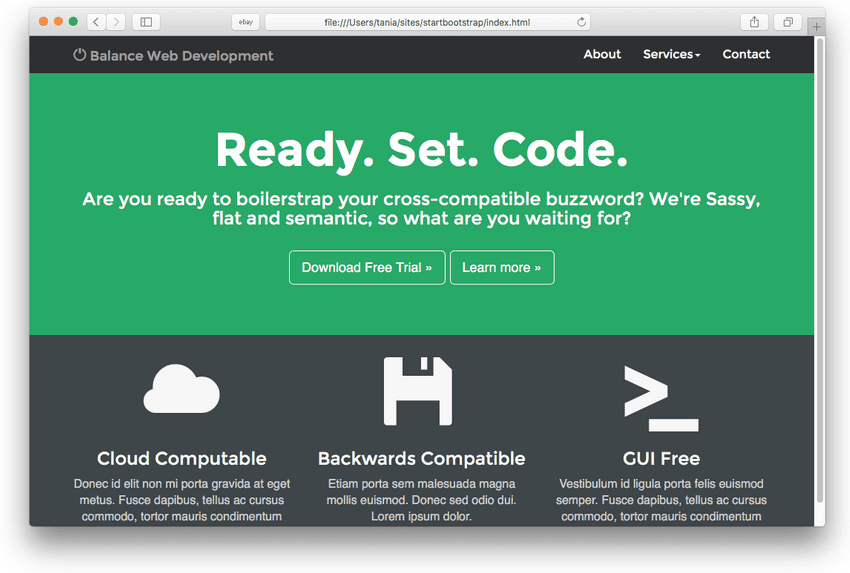 ebay
file:///Users/tania/sites/startbootstrap/index.html
Balance Web Development
About Services Contact
Ready. Set. Code.
Are you ready to boilerstrap your cross-compatible buzzword? We're Sassy,
flat and semantic, so what are you waiting for?
Download Free Trial » Learn more »
>_
Cloud Computable
Donec id elit non mi porta gravida at eget
metus. Fusce dapibus, tellus ac cursus
commodo, tortor mauris condimentum
Backwards Compatible
Etiam porta sem malesuada magna
mollis euismod. Donec sed odio dui.
Lorem ipsum dolor.
GUI Free
Vestibulum id ligula porta felis euismod
semper. Fusce dapibus, tellus ac cursus
commodo, tortor mauris condimentum